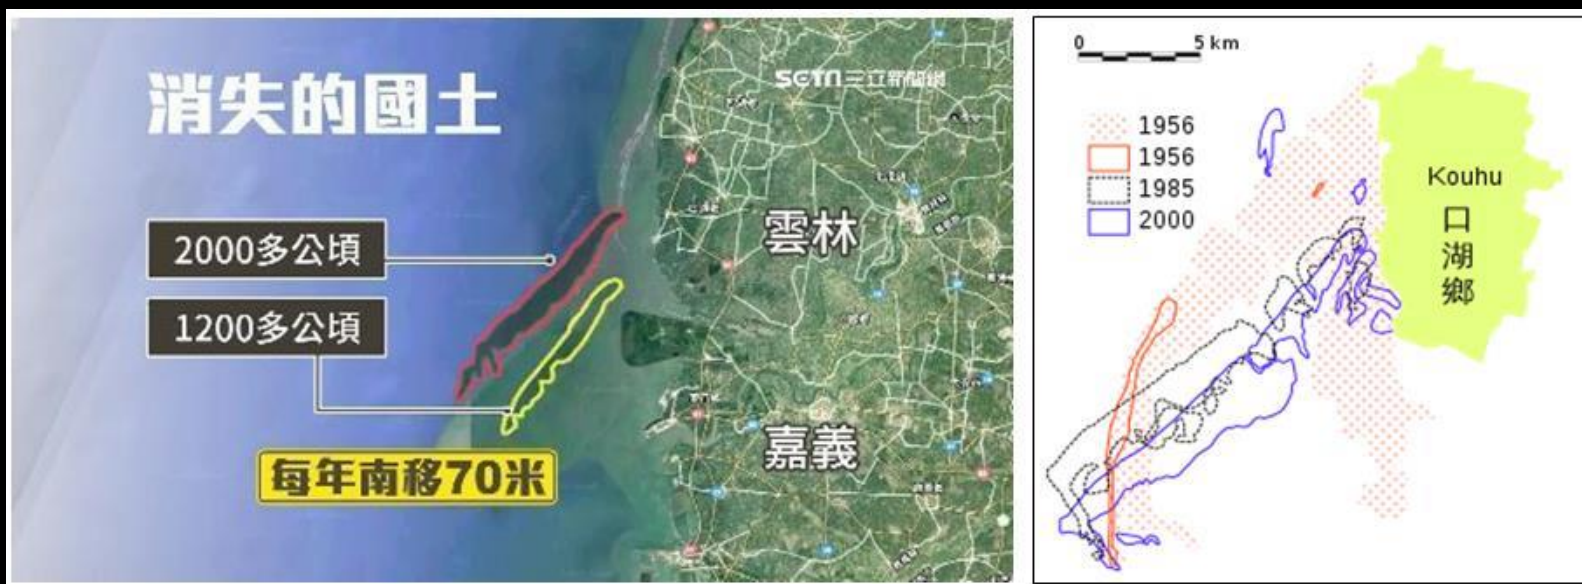 消失的國土
SETN三立新聞網
2000多公頃
雲林
1200多公頃
嘉義
每年南移70米
0 5 km
1956
1956
1985
2000
Kouhu
口
湖
鄉